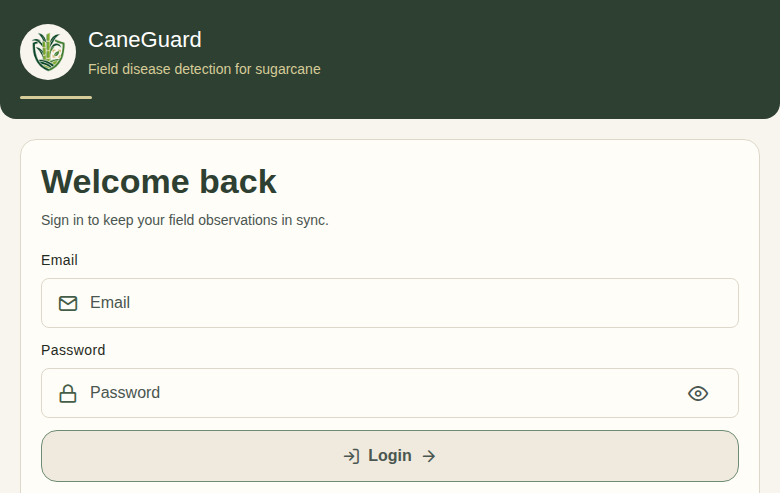 CaneGuard
Field disease detection for sugarcane
Welcome back
Sign in to keep your field observations in sync.
Email
Email
Password
Password
Login